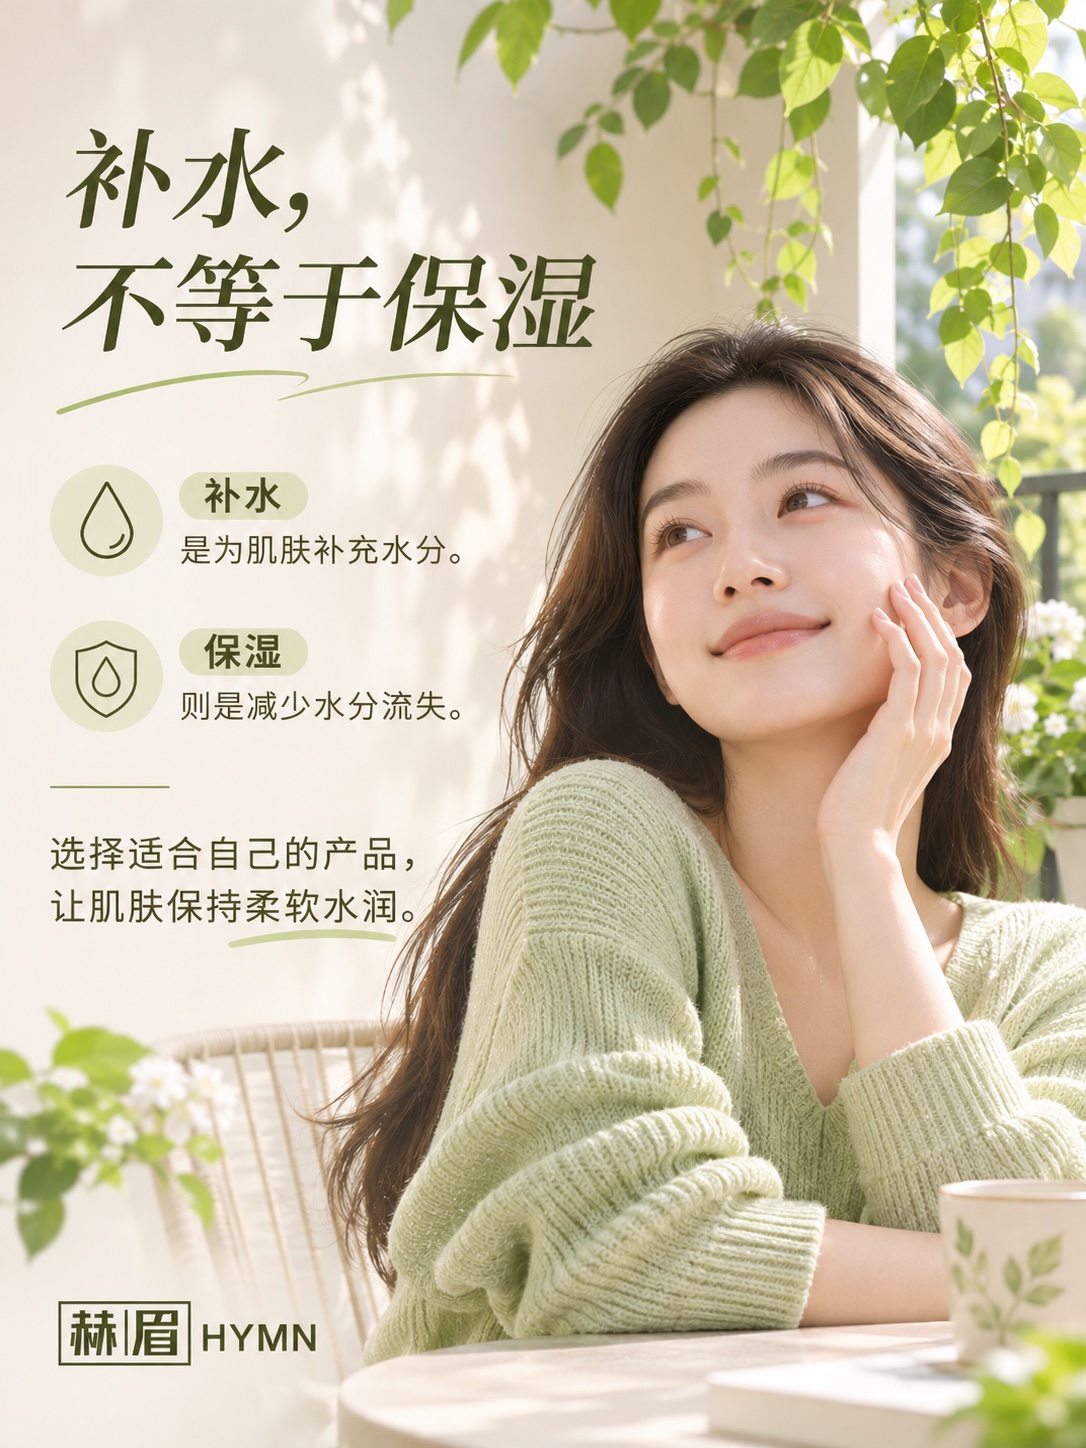 补水，
不等于保湿
补水
是为肌肤补充水分。
保湿
则是减少水分流失。
选择适合自己的产品，
让肌肤保持柔软水润。
赫眉 HYMN